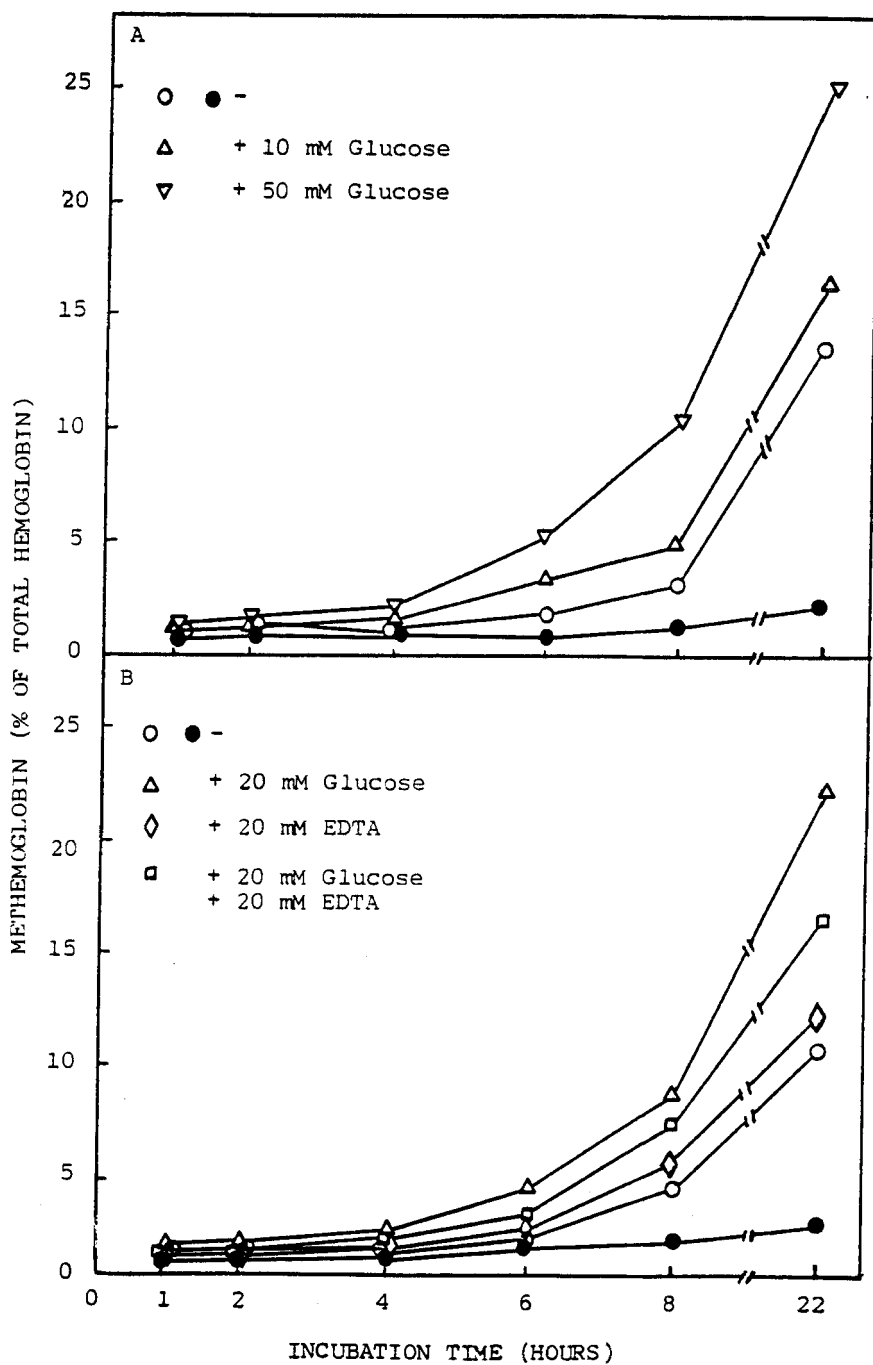 A
25
-
+ 10 mM Glucose
+ 50 mM Glucose
20
15
10
5
0
METHEMOGLOBIN (% OF TOTAL HEMOGLOBIN)
B
25
-
+ 20 mM Glucose
+ 20 mM EDTA
+ 20 mM Glucose
+ 20 mM EDTA
20
15
10
5
0
0 1 2 4 6 8 22
INCUBATION TIME (HOURS)